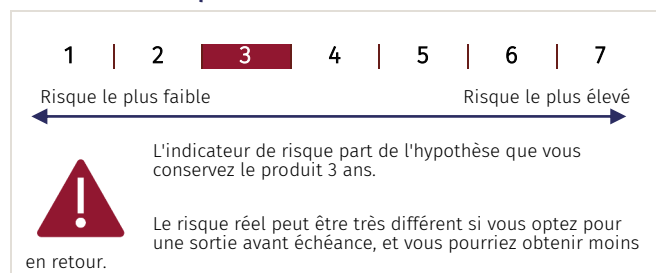 1 | 2 | 3 | 4 | 5 | 6 | 7
Risque le plus faible Risque le plus élevé
L'indicateur de risque part de l'hypothèse que vous
conservez le produit 3 ans.
Le risque réel peut être très différent si vous optez pour
une sortie avant échéance, et vous pourriez obtenir moins
en retour.